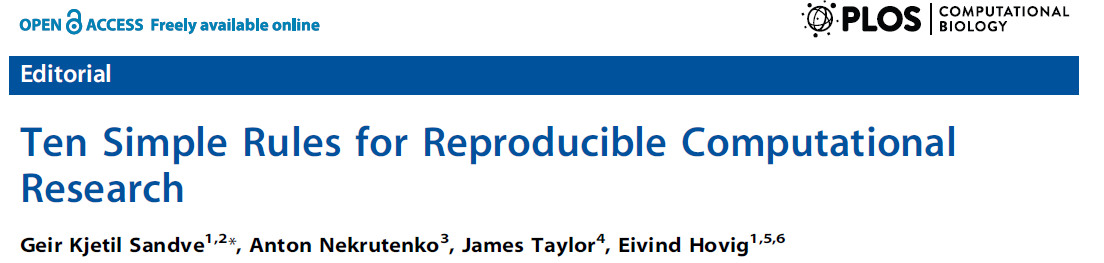 OPEN ACCESS Freely available online
PLOS | COMPUTATIONAL
BIOLOGY
Editorial
Ten Simple Rules for Reproducible Computational
Research
Geir Kjetil Sandve1,2*, Anton Nekrutenko3, James Taylor4, Eivind Hovig1,5,6